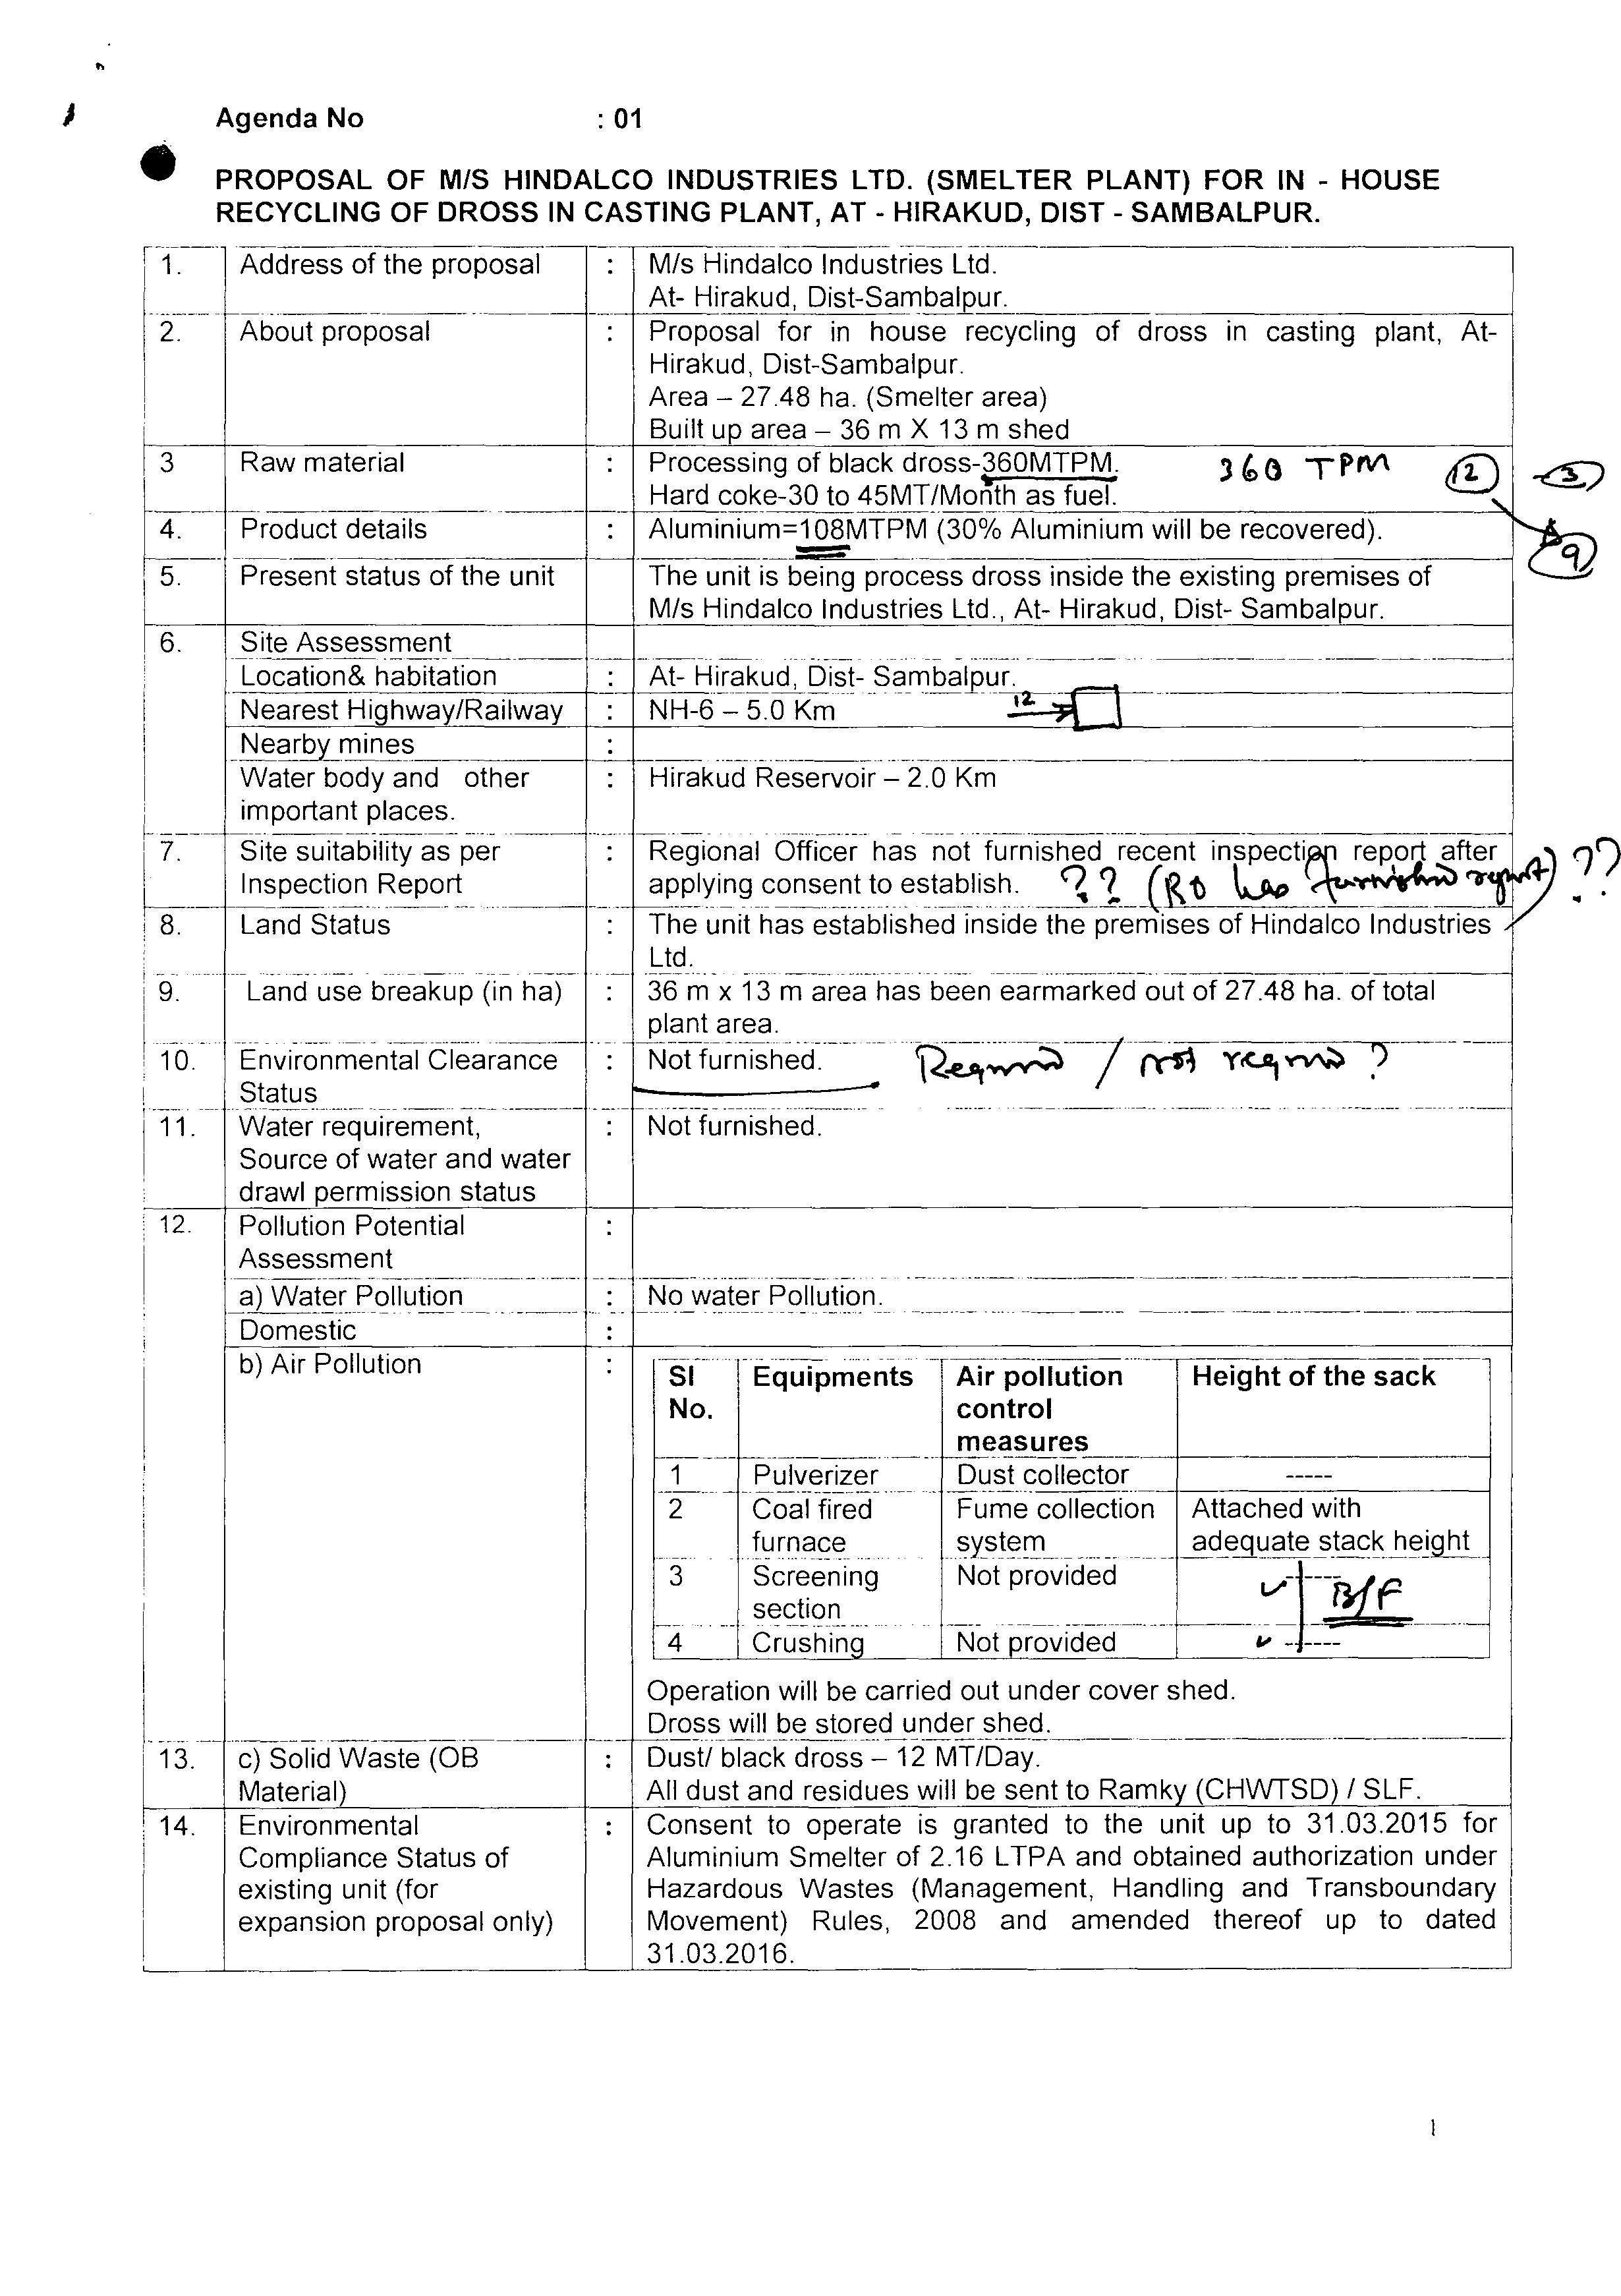 Agenda No : 01
PROPOSAL OF M/S HINDALCO INDUSTRIES LTD. (SMELTER PLANT) FOR IN - HOUSE
RECYCLING OF DROSS IN CASTING PLANT, AT - HIRAKUD, DIST - SAMBALPUR.
1. Address of the proposal : M/s Hindalco Industries Ltd.
At- Hirakud, Dist-Sambalpur.
2. About proposal : Proposal for in house recycling of dross in casting plant, At-
Hirakud, Dist-Sambalpur.
Area – 27.48 ha. (Smelter area)
Built up area – 36 m X 13 m shed
3 Raw material : Processing of black dross-360MTPM. 360 TPM 12 3
Hard coke-30 to 45MT/Month as fuel.
4. Product details : Aluminium=108MTPM (30% Aluminium will be recovered). 9
5. Present status of the unit The unit is being process dross inside the existing premises of
M/s Hindalco Industries Ltd., At- Hirakud, Dist- Sambalpur.
6. Site Assessment
Location& habitation : At- Hirakud, Dist- Sambalpur.
Nearest Highway/Railway : NH-6 – 5.0 Km 12
Nearby mines :
Water body and other : Hirakud Reservoir – 2.0 Km
important places.
7. Site suitability as per : Regional Officer has not furnished recent inspection report after
Inspection Report applying consent to establish. ?? (RO has furnished report) ??
8. Land Status : The unit has established inside the premises of Hindalco Industries
Ltd.
9. Land use breakup (in ha) : 36 m x 13 m area has been earmarked out of 27.48 ha. of total
plant area.
10. Environmental Clearance : Not furnished. Required / not required ?
Status
11. Water requirement, : Not furnished.
Source of water and water
drawl permission status
12. Pollution Potential :
Assessment
a) Water Pollution : No water Pollution.
Domestic :
b) Air Pollution :
SI Equipments Air pollution Height of the sack
No. control
measures
1 Pulverizer Dust collector -----
2 Coal fired Fume collection Attached with
furnace system adequate stack height
3 Screening Not provided ----- B/F
section
4 Crushing Not provided -----
Operation will be carried out under cover shed.
Dross will be stored under shed.
13. c) Solid Waste (OB : Dust/ black dross – 12 MT/Day.
Material) All dust and residues will be sent to Ramky (CHWTSD) / SLF.
14. Environmental : Consent to operate is granted to the unit up to 31.03.2015 for
Compliance Status of Aluminium Smelter of 2.16 LTPA and obtained authorization under
existing unit (for Hazardous Wastes (Management, Handling and Transboundary
expansion proposal only) Movement) Rules, 2008 and amended thereof up to dated
31.03.2016.
1